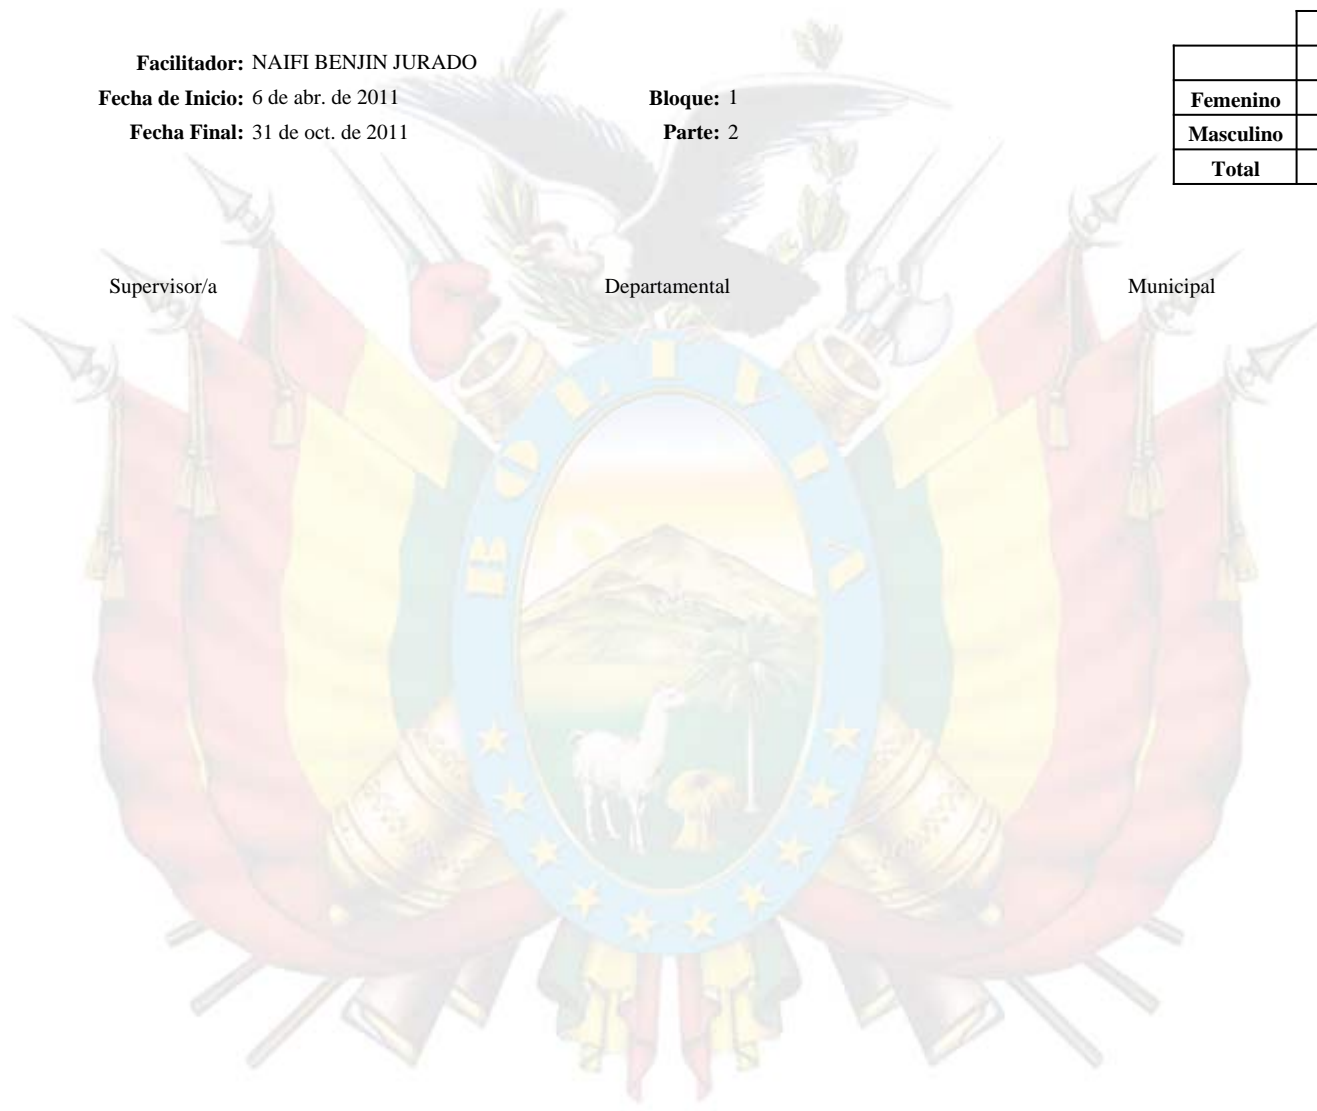 Facilitador: NAIFI BENJIN JURADO
Fecha de Inicio: 6 de abr. de 2011 Bloque: 1
Fecha Final: 31 de oct. de 2011 Parte: 2
Femenino
Masculino
Total
Supervisor/a Departamental Municipal
BOLIVIA